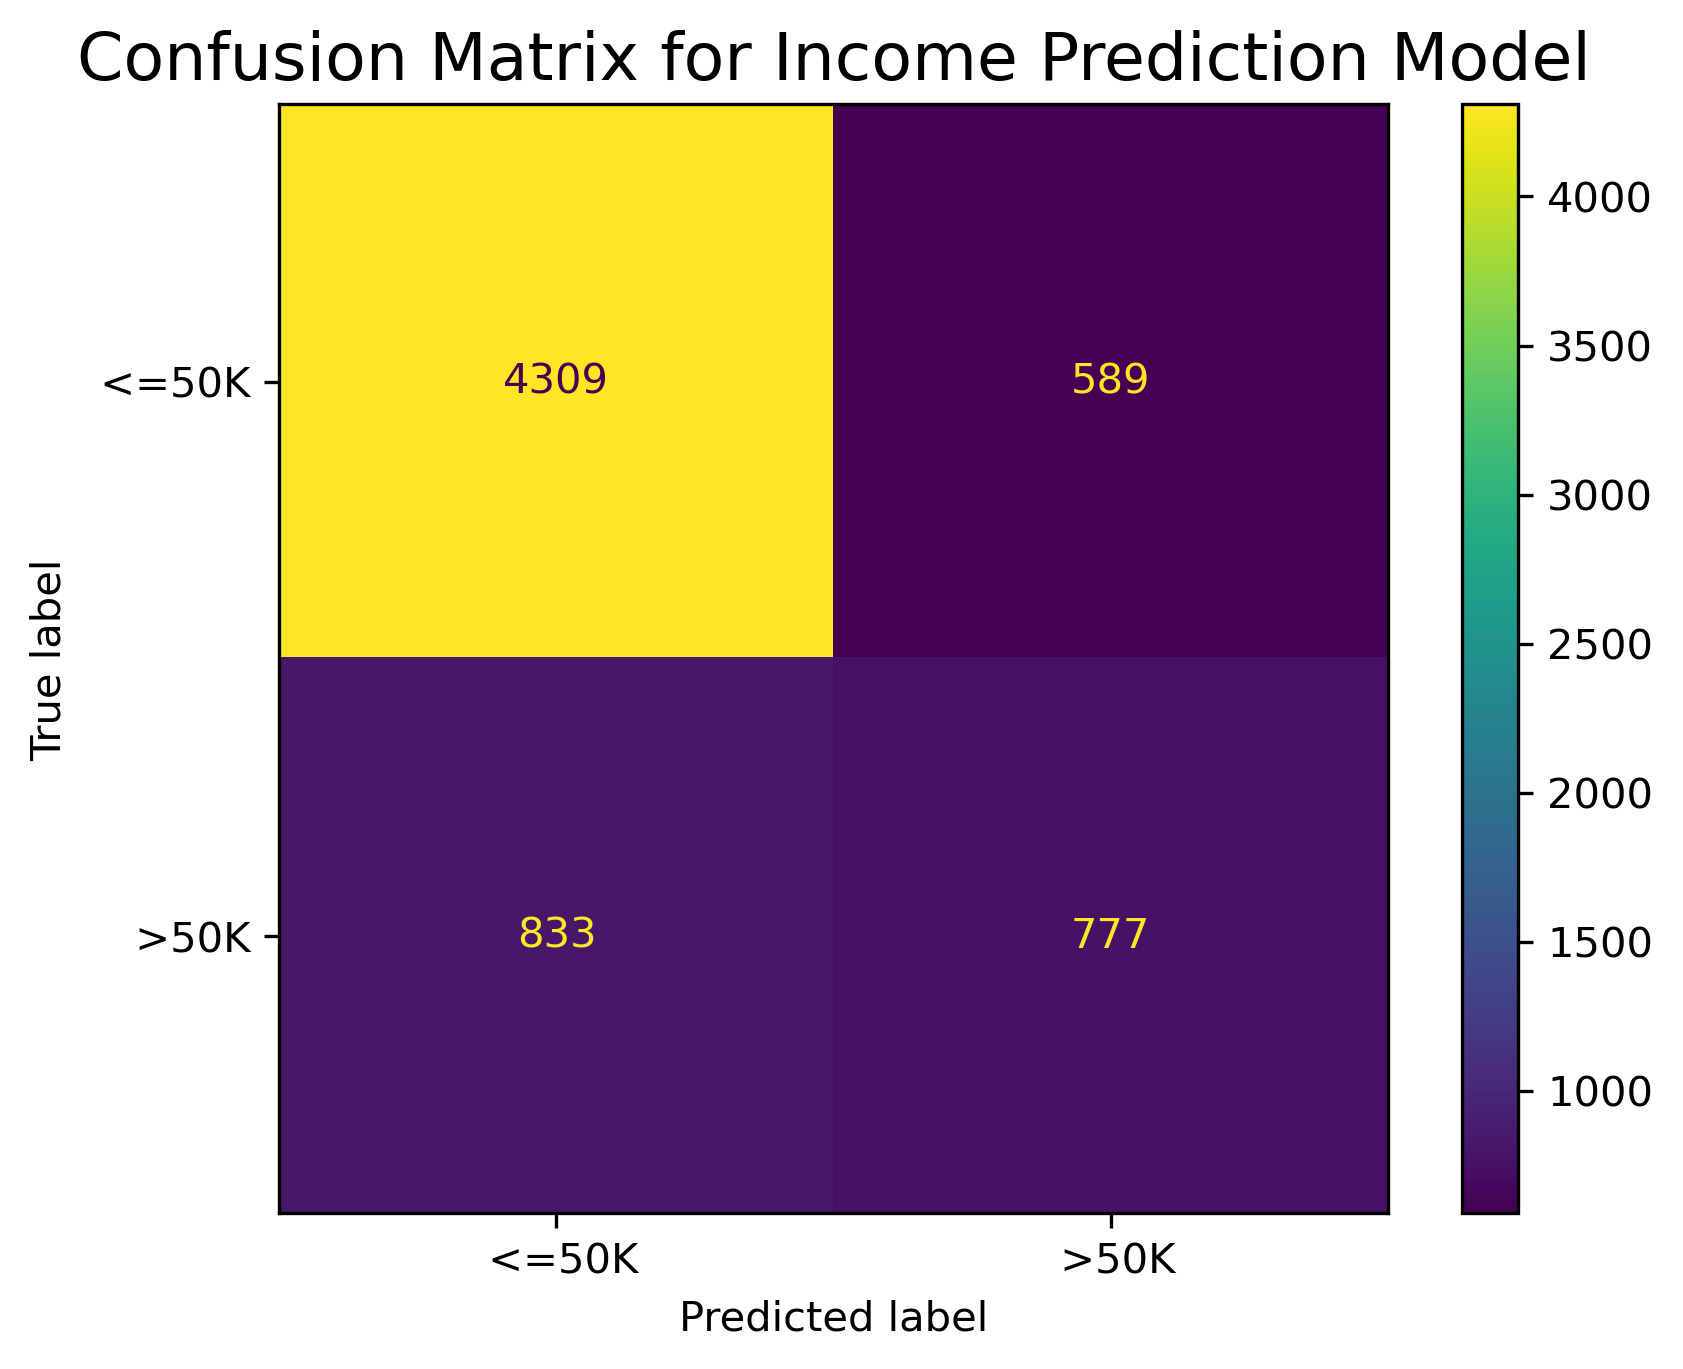 Confusion Matrix for Income Prediction Model
4309
589
833
777
<=50K
>50K
True label
<=50K
>50K
Predicted label
4000
3500
3000
2500
2000
1500
1000